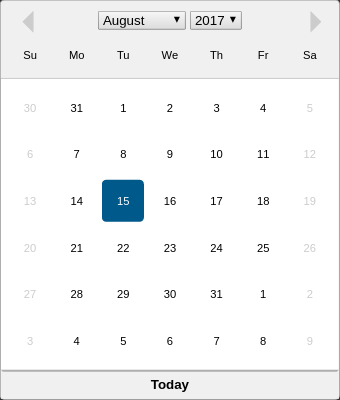 August 2017
Su Mo Tu We Th Fr Sa
30 31 1 2 3 4 5
6 7 8 9 10 11 12
13 14 15 16 17 18 19
20 21 22 23 24 25 26
27 28 29 30 31 1 2
3 4 5 6 7 8 9
Today